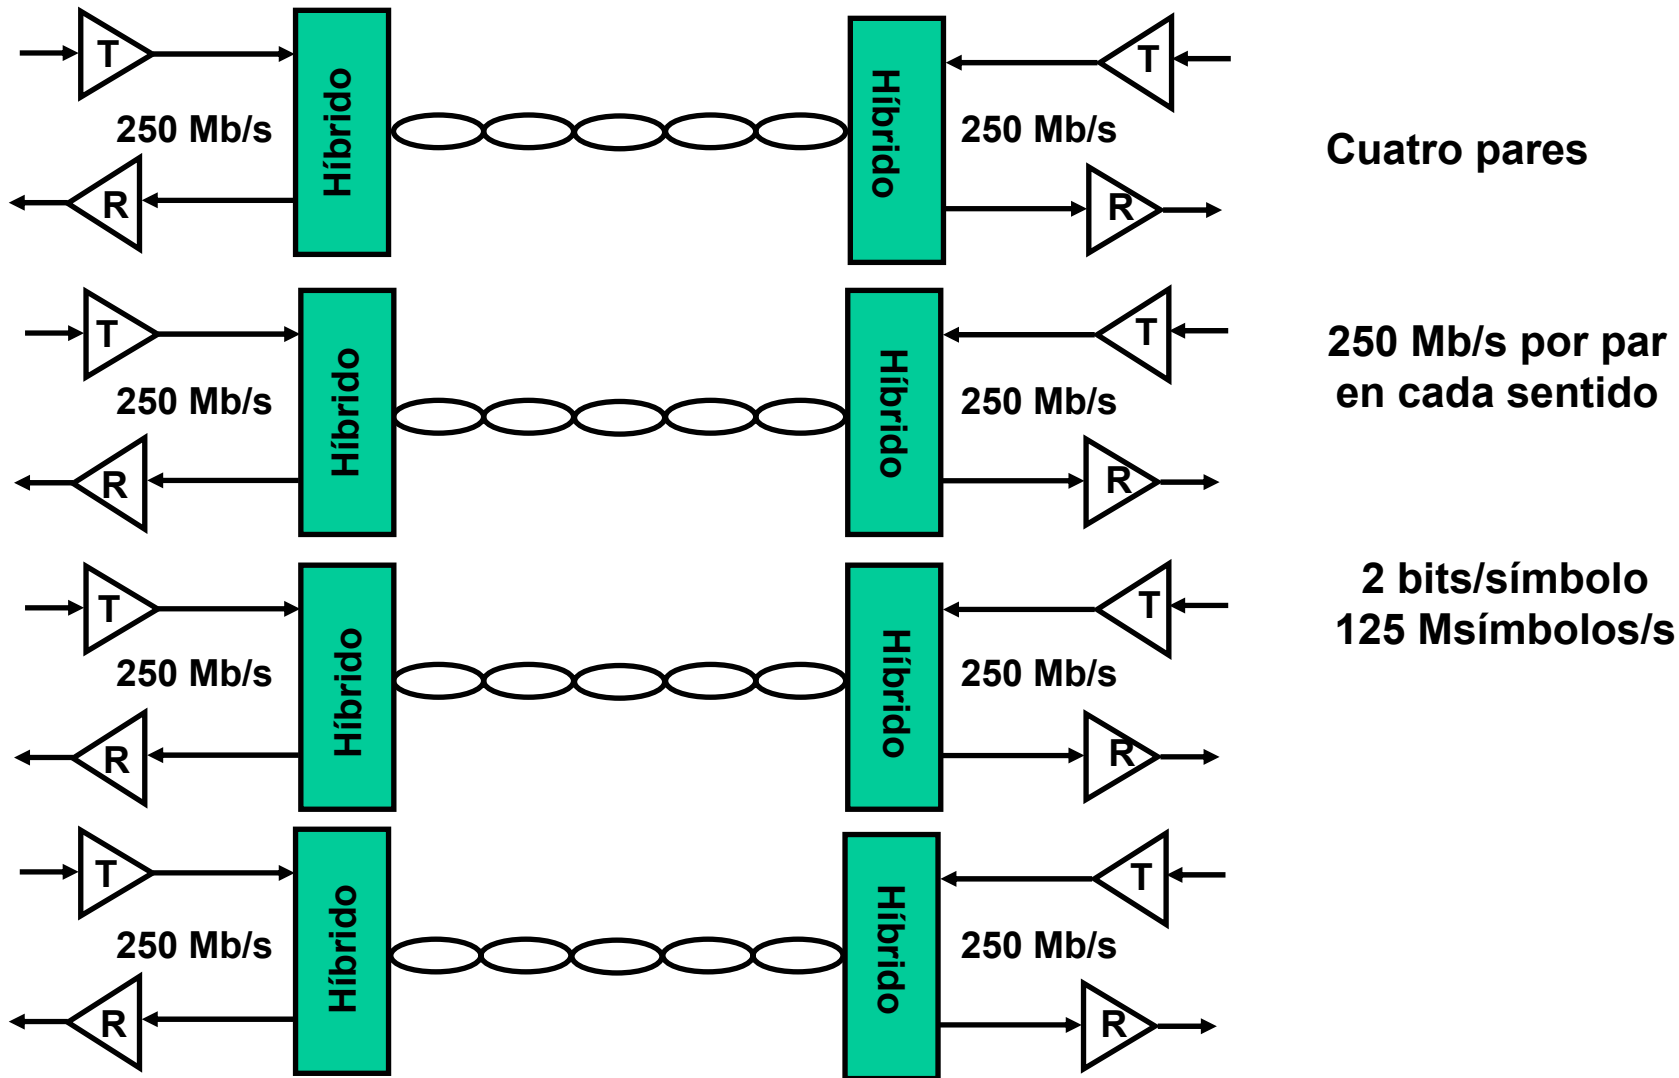 T
Híbrido
250 Mb/s
R
Híbrido
T
250 Mb/s
R
Cuatro pares
T
Híbrido
250 Mb/s
R
Híbrido
T
250 Mb/s
R
250 Mb/s por par
en cada sentido
T
Híbrido
250 Mb/s
R
Híbrido
T
250 Mb/s
R
2 bits/símbolo
125 Msímbolos/s
T
Híbrido
250 Mb/s
R
Híbrido
T
250 Mb/s
R